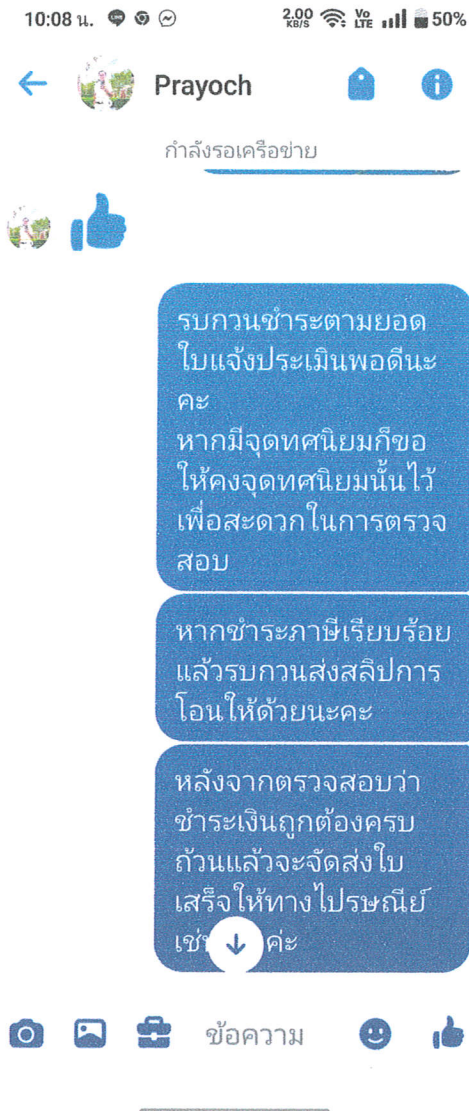 10:08 น. 2.00 KB/S Vo LTE 50%
Prayoch
กำลังรอเครือข่าย
รบกวนชำระตามยอด
ใบแจ้งประเมินพอดีนะ
คะ
หากมีจุดทศนิยมก็ขอ
ให้คงจุดทศนิยมนั้นไว้
เพื่อสะดวกในการตรวจ
สอบ
หากชำระภาษีเรียบร้อย
แล้วรบกวนส่งสลิปการ
โอนให้ด้วยนะคะ
หลังจากตรวจสอบว่า
ชำระเงินถูกต้องครบ
ถ้วนแล้วจะจัดส่งใบ
เสร็จให้ทางไปรษณีย์
ค่ะ
ข้อความ